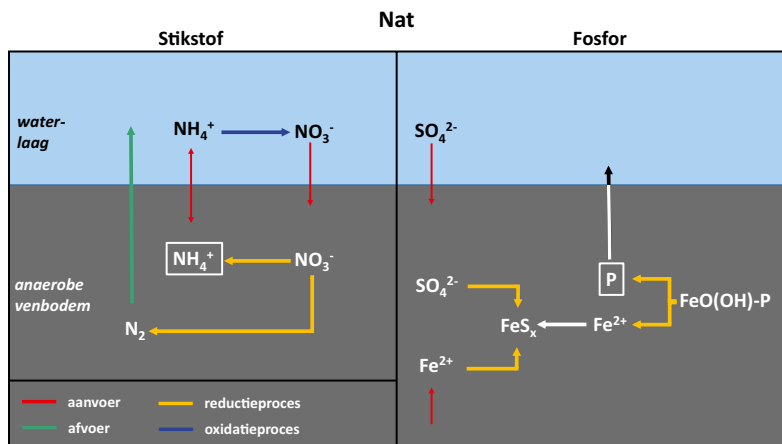 Nat
Stikstof
Fosfor
water-
laag
NH₄⁺
NO₃⁻
SO₄²⁻
anaerobe
venbodem
NH₄⁺
NO₃⁻
N₂
P
SO₄²⁻
FeO(OH)-P
FeSₓ
Fe²⁺
Fe²⁺
aanvoer
reductieproces
afvoer
oxidatieproces